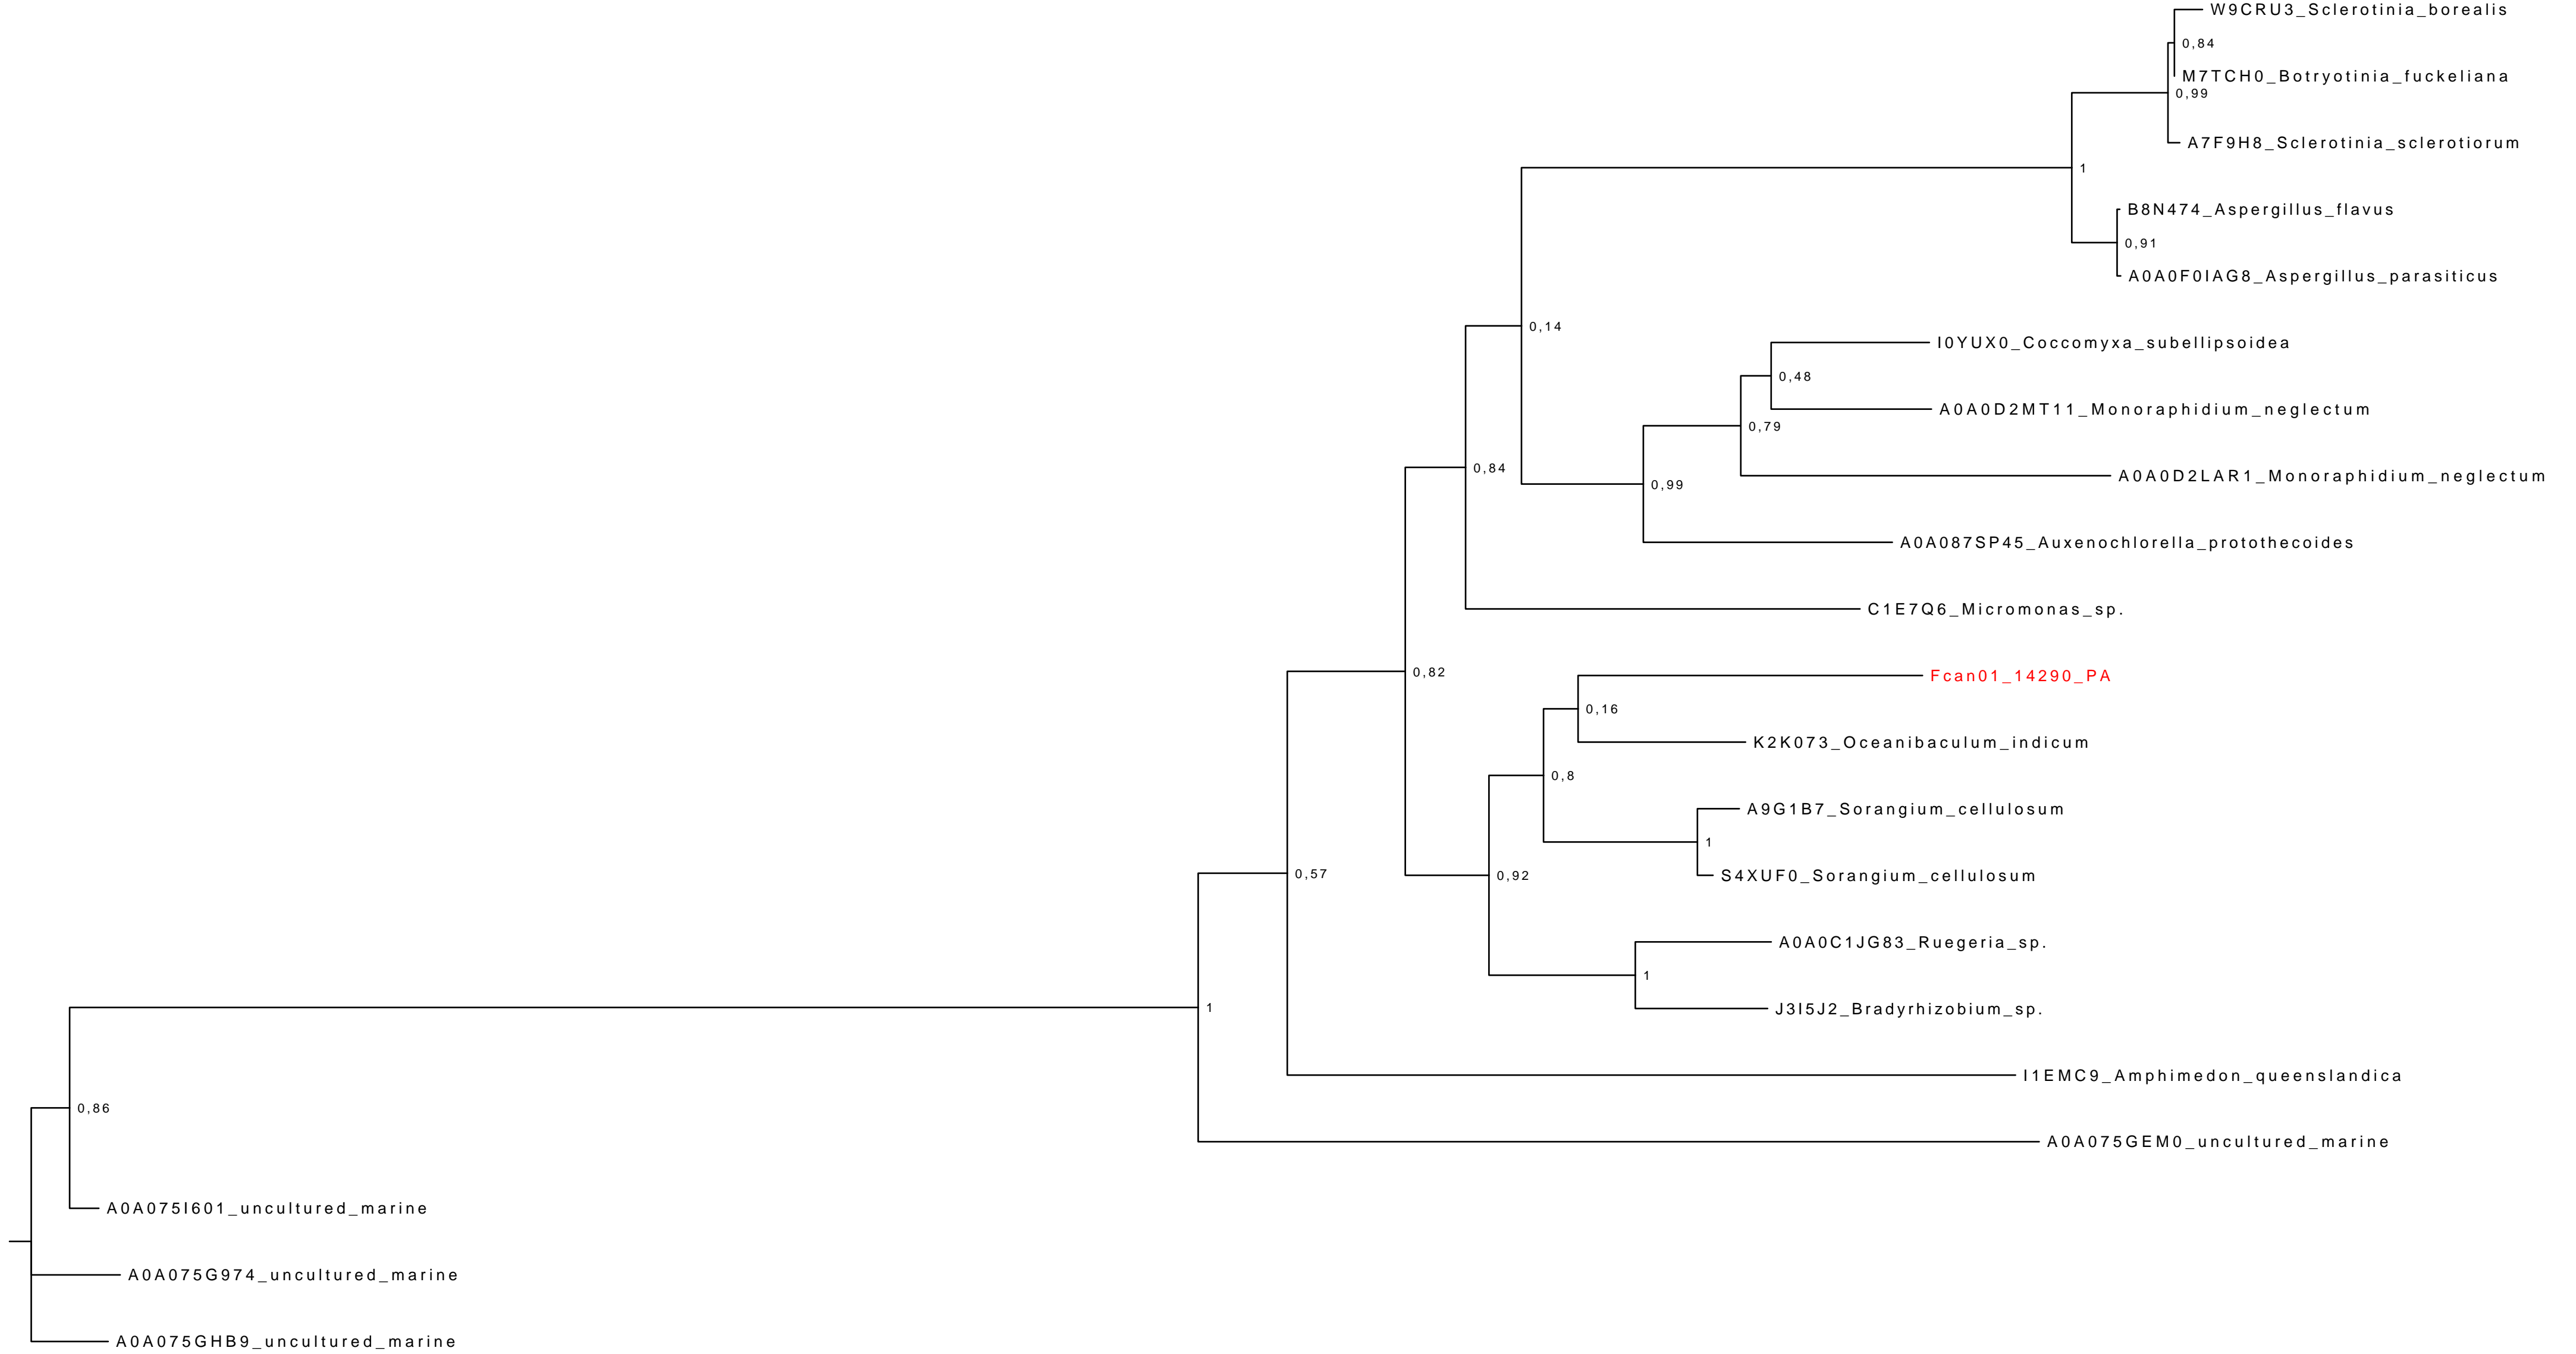 W9CRU3_Sclerotinia_borealis
0,84
M7TCH0_Botryotinia_fuckeliana
0,99
A7F9H8_Sclerotinia_sclerotiorum
1
B8N474_Aspergillus_flavus
0,91
A0A0F0IAG8_Aspergillus_parasiticus
0,14
I0YUX0_Coccomyxa_subellipsoidea
0,48
A0A0D2MT11_Monoraphidium_neglectum
0,79
0,84
A0A0D2LAR1_Monoraphidium_neglectum
0,99
A0A087SP45_Auxenochlorella_protothecoides
C1E7Q6_Micromonas_sp.
0,82
Fcan01_14290_PA
0,16
K2K073_Oceanibaculum_indicum
0,8
A9G1B7_Sorangium_cellulosum
1
0,57
0,92
S4XUF0_Sorangium_cellulosum
A0A0C1JG83_Ruegeria_sp.
1
1
J3I5J2_Bradyrhizobium_sp.
I1EMC9_Amphimedon_queenslandica
0,86
A0A075GEM0_uncultured_marine
A0A075I601_uncultured_marine
A0A075G974_uncultured_marine
A0A075GHB9_uncultured_marine